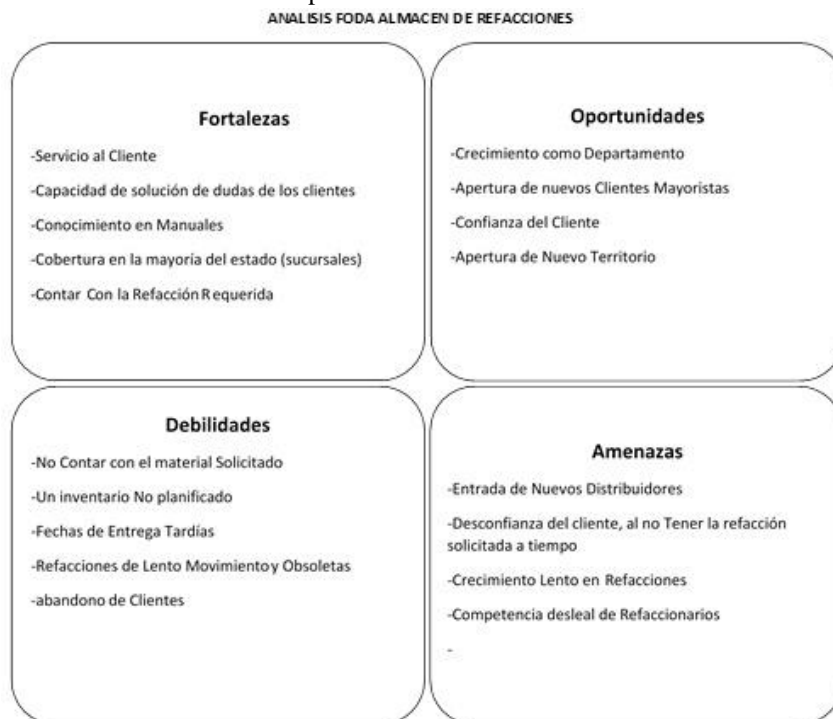 ANALISIS FODA ALMACEN DE REFACCIONES
Fortalezas
-Servicio al Cliente
-Capacidad de solución de dudas de los clientes
-Conocimiento en Manuales
-Cobertura en la mayoría del estado (sucursales)
-Contar Con la Refacción Requerida
Oportunidades
-Crecimiento como Departamento
-Apertura de nuevos Clientes Mayoristas
-Confianza del Cliente
-Apertura de Nuevo Territorio
Debilidades
-No Contar con el material Solicitado
-Un inventario No planificado
-Fechas de Entrega Tardías
-Refacciones de Lento Movimiento y Obsoletas
-abandono de Clientes
Amenazas
-Entrada de Nuevos Distribuidores
-Desconfianza del cliente, al no Tener la refacción
solicitada a tiempo
-Crecimiento Lento en Refacciones
-Competencia desleal de Refaccionarios
-